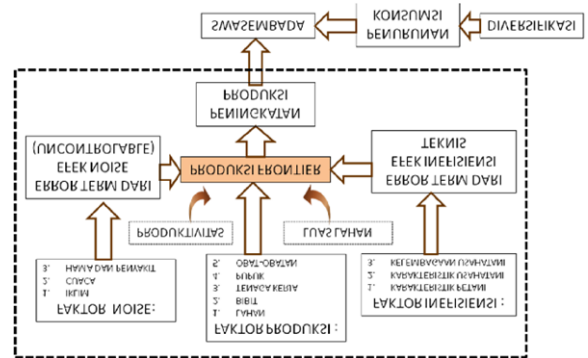 FAKTOR NOISE:
1. IKLIM
2. CUACA
3. HAMA DAN PENYAKIT
FAKTOR PRODUKSI :
1. LAHAN
2. BIBIT
3. TENAGA KERJA
4. PUPUK
5. OBAT-OBATAN
FAKTOR INEFISIENSI :
1. KARAKTERISTIK PETANI
2. KARAKTERISTIK USAHATANI
3. KELEMBAGAAN USAHATANI
PRODUKTIVITAS
LUAS LAHAN
ERROR TERM DARI
EFEK NOISE
(UNCONTROLABLE)
PRODUKSI FRONTIER
ERROR TERM DARI
EFEK INEFISIENSI
TEKNIS
PENINGKATAN
PRODUKSI
SWASEMBADA
PENURUNAN
KONSUMSI
DIVERSIFIKASI